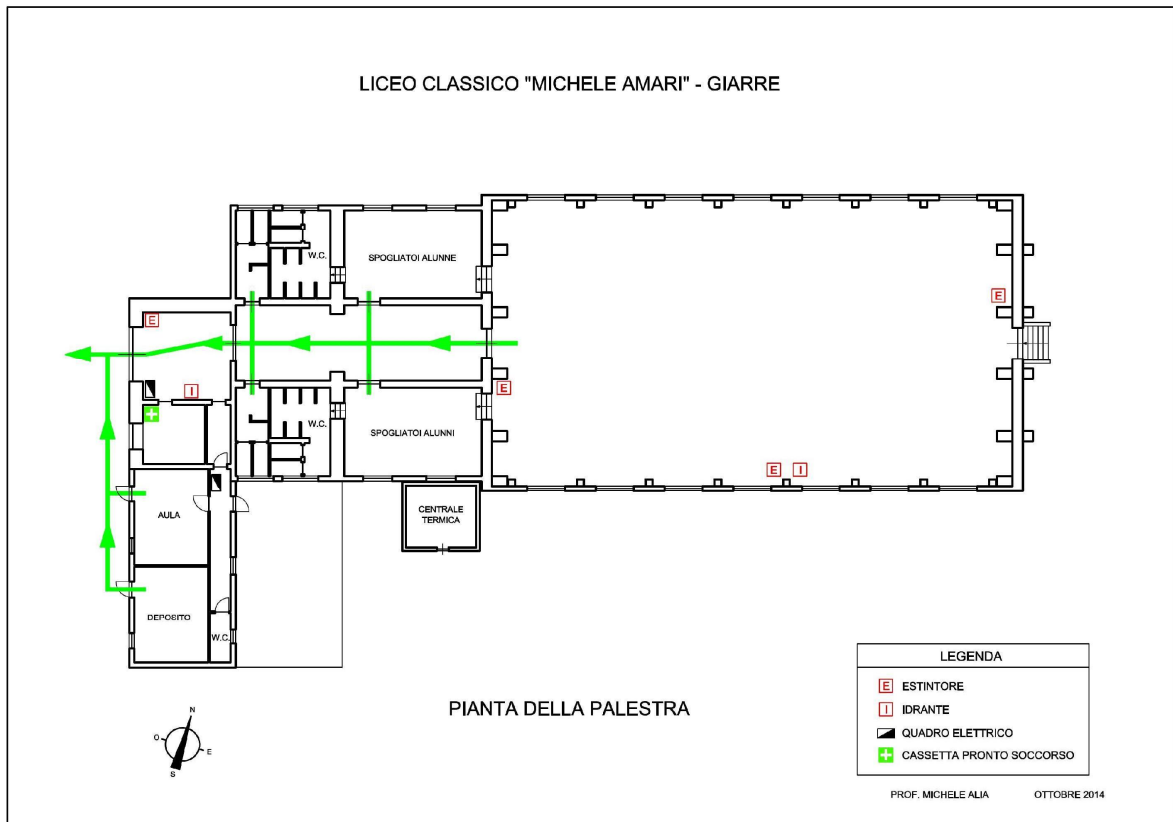 LICEO CLASSICO "MICHELE AMARI" - GIARRE
W.C.
SPOGLIATOI ALUNNE
E
E
E
I
W.C.
SPOGLIATOI ALUNNI
E I
AULA
CENTRALE
TERMICA
DEPOSITO
W.C.
PIANTA DELLA PALESTRA
N
O
E
S
LEGENDA
E ESTINTORE
I IDRANTE
QUADRO ELETTRICO
CASSETTA PRONTO SOCCORSO
PROF. MICHELE ALIA OTTOBRE 2014